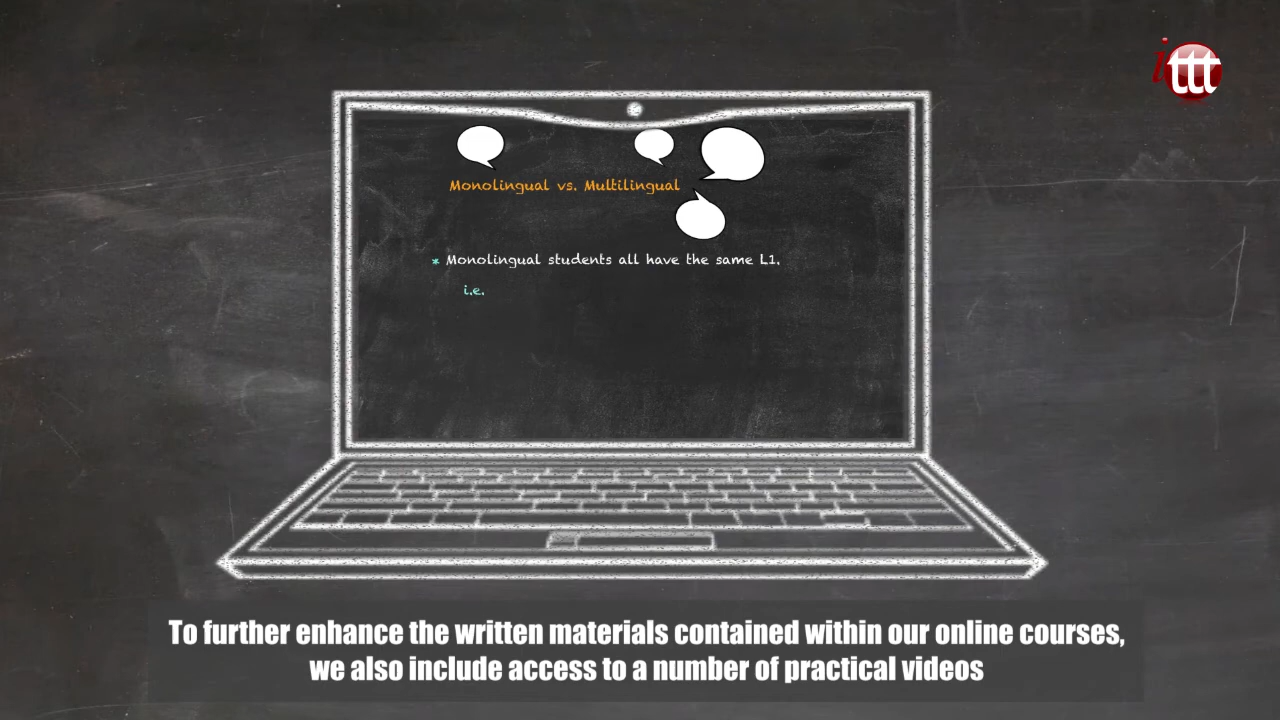 ittt
Monolingual vs. Multilingual
* Monolingual students all have the same L1.
i.e.
To further enhance the written materials contained within our online courses,
we also include access to a number of practical videos